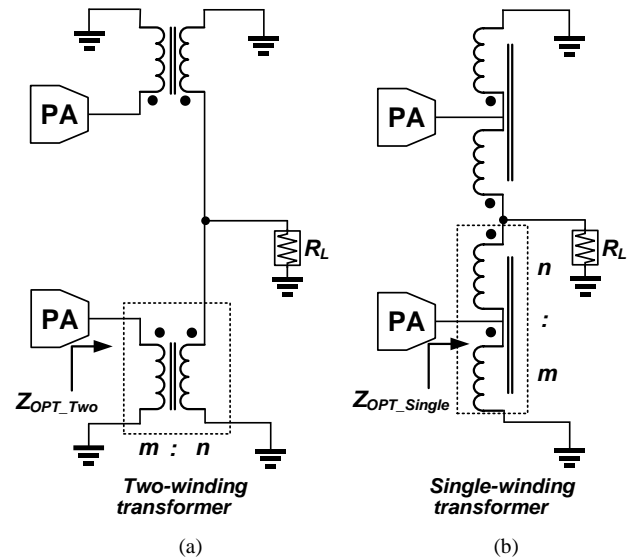 PA
R_L
PA
Z_OPT_Two
m : n
Two-winding
transformer
(a)
PA
R_L
n
:
m
PA
Z_OPT_Single
Single-winding
transformer
(b)